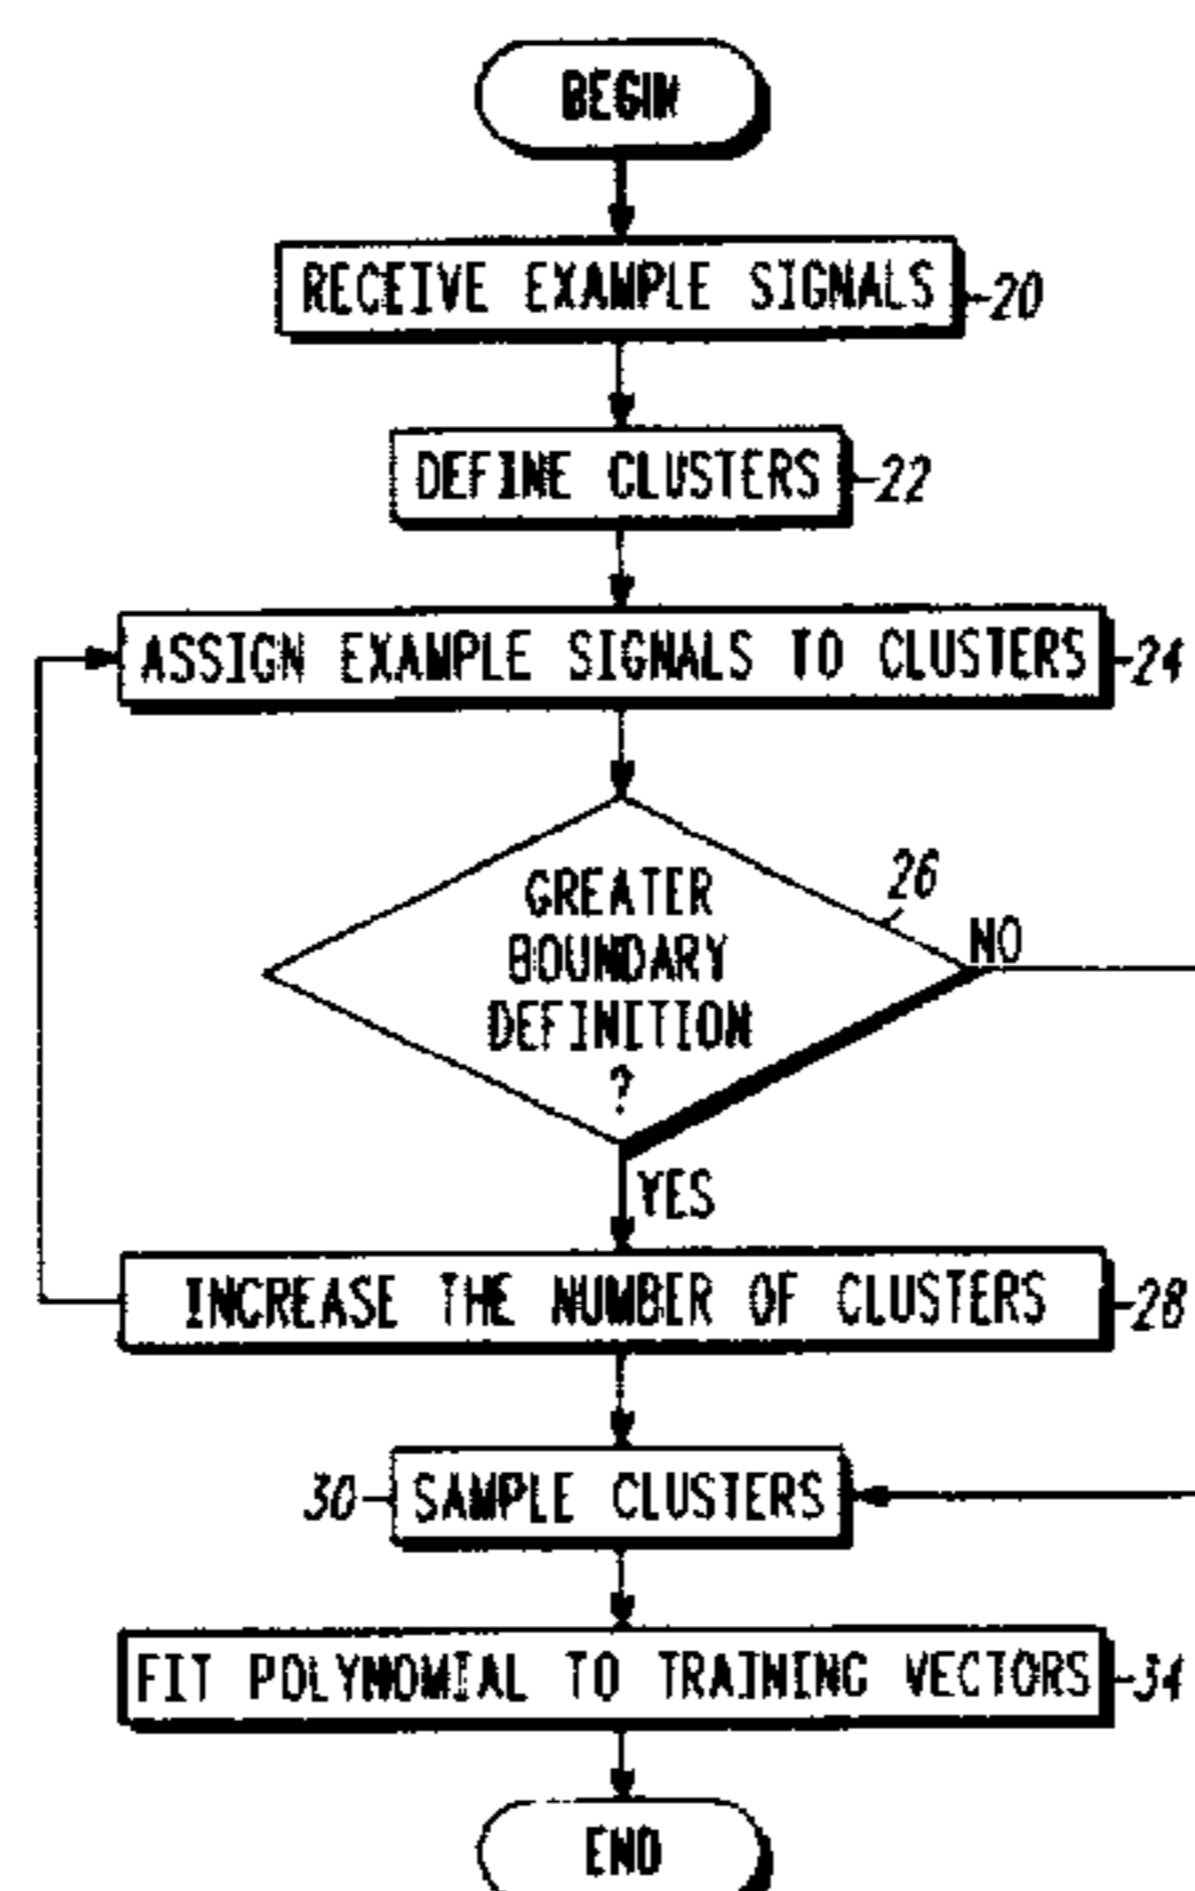 BEGIN
RECEIVE EXAMPLE SIGNALS
20
DEFINE CLUSTERS
22
ASSIGN EXAMPLE SIGNALS TO CLUSTERS
24
GREATER
BOUNDARY
DEFINITION
?
26
NO
YES
INCREASE THE NUMBER OF CLUSTERS
28
30
SAMPLE CLUSTERS
FIT POLYNOMIAL TO TRAINING VECTORS
34
END